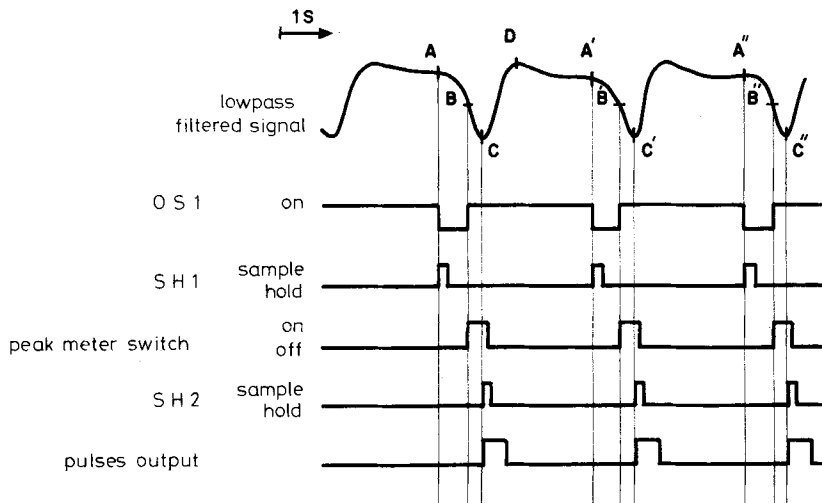 1S
A D A' A"
B B' B"
lowpass
filtered signal
C C' C"
OS1 on
SH1 sample
hold
peak meter switch on
off
SH2 sample
hold
pulses output